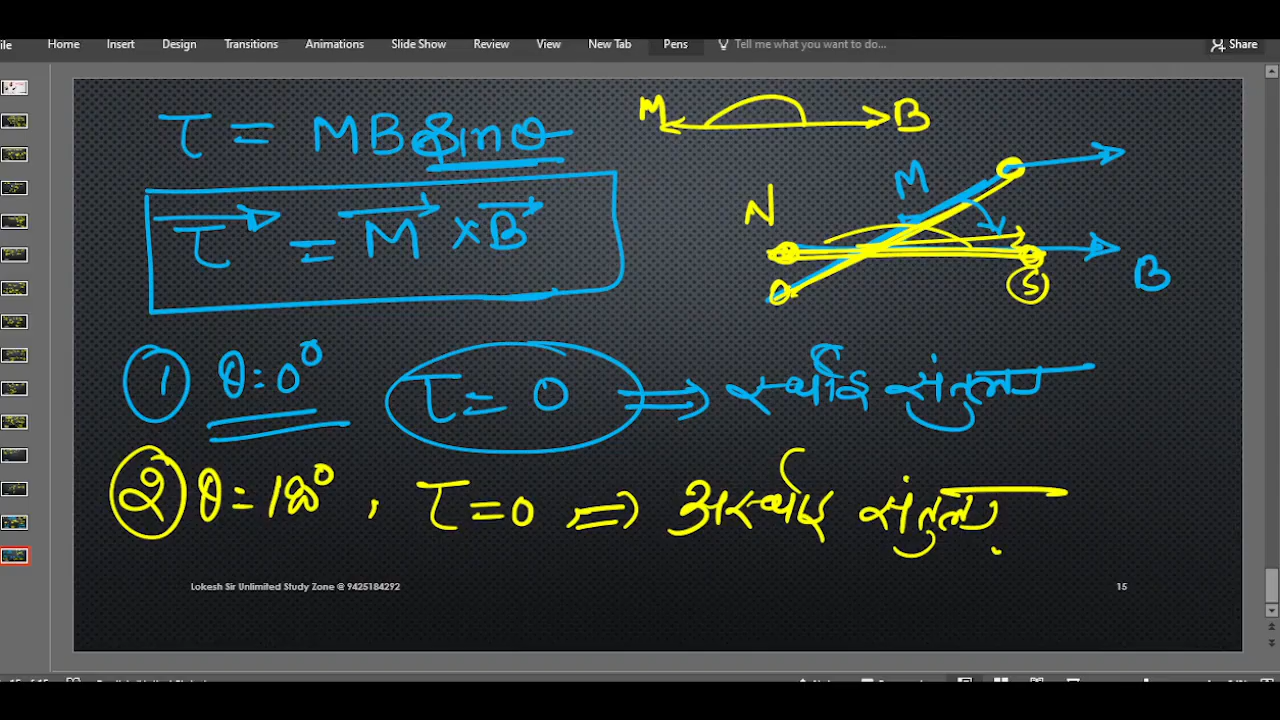 File Home Insert Design Transitions Animations Slide Show Review View New Tab Pens Tell me what you want to do... Share
τ = MB sinθ
M B
τ = M × B
N M
S B
1 θ = 0° τ = 0 ⇒ स्थाई संतुलन
२ θ = 180° , τ = 0 ⇒ अस्थाई संतुलन
Lokesh Sir Unlimited Study Zone @ 9425184292 15